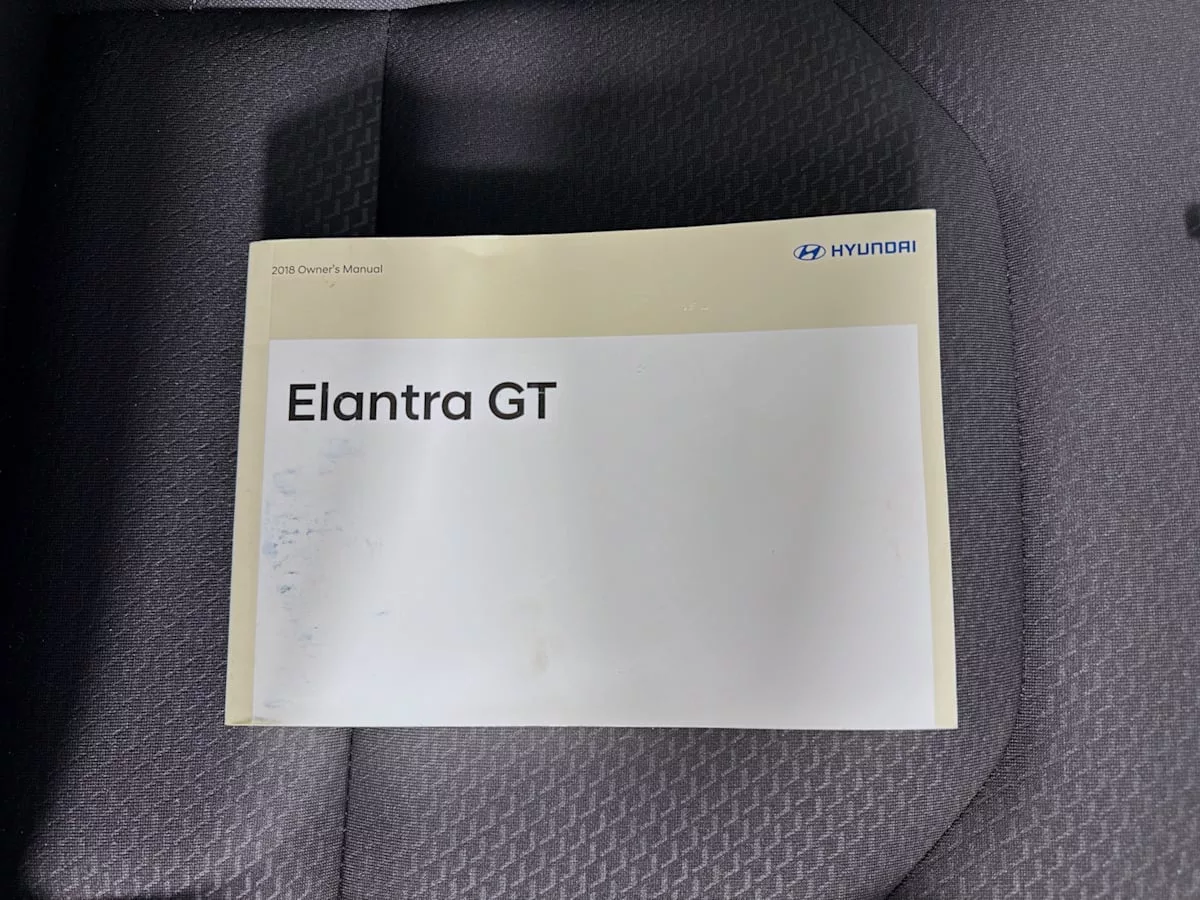 2018 Owner's Manual
HYUNDAI
Elantra GT